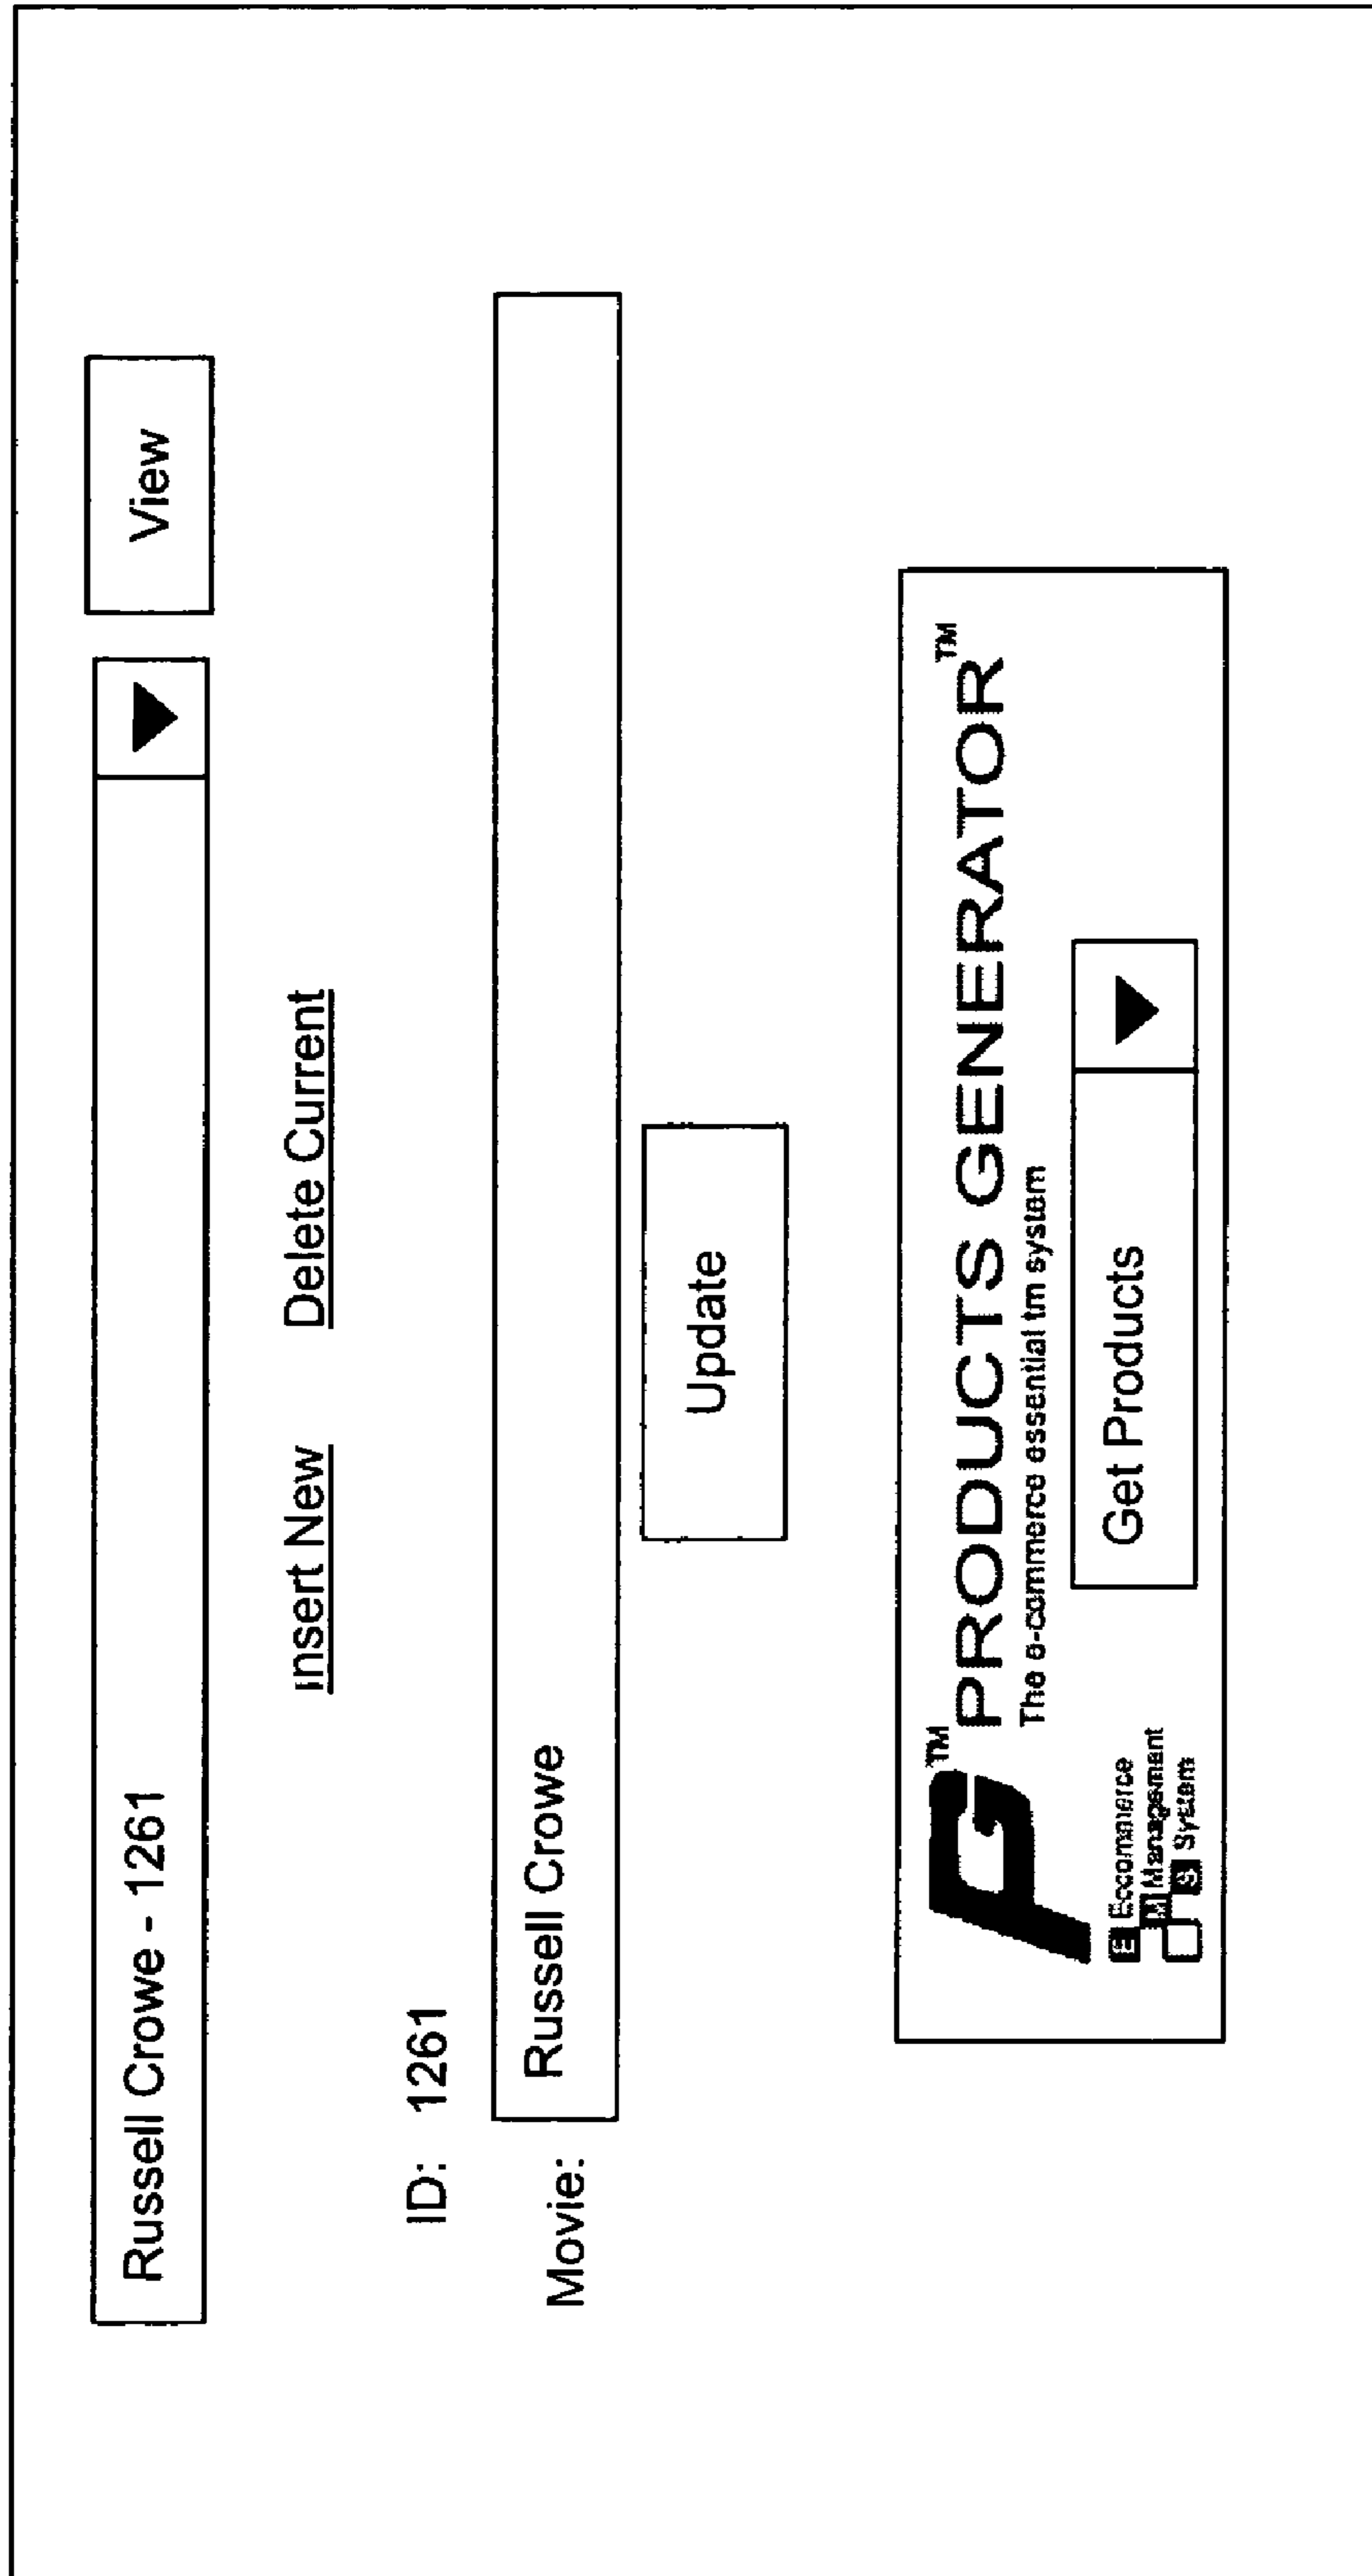 Russell Crowe - 1261 View
Insert New Delete Current
ID: 1261
Movie: Russell Crowe
Update
PG™ PRODUCTS GENERATOR™
The e-commerce essential tm system
E Ecommerce
M Management
S System
Get Products